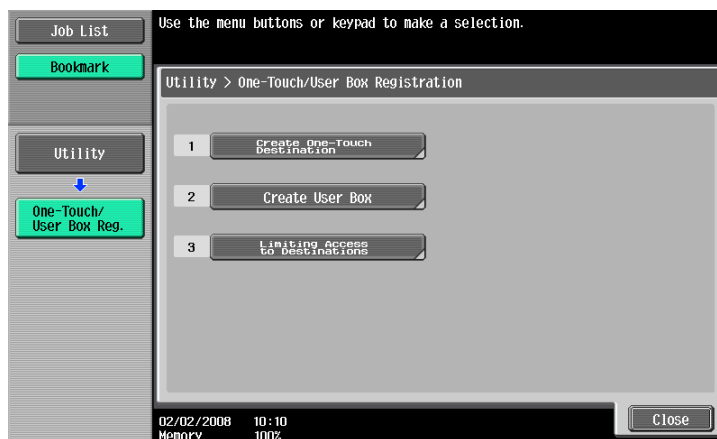 Job List
Bookmark
Use the menu buttons or keypad to make a selection.
Utility > One-Touch/User Box Registration
Utility
One-Touch/
User Box Reg.
1 Create One-Touch
Destination
2 Create User Box
3 Limiting Access
to Destinations
02/02/2008 10:10
Memory 100%
Close